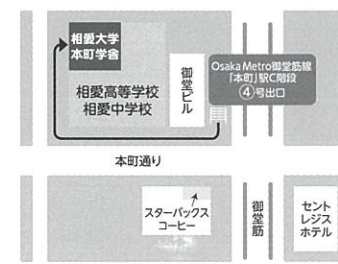 相愛大学
本町学舎
相愛高等学校
相愛中学校
御堂ビル
Osaka Metro御堂筋線
「本町」駅C階段
④号出口
本町通り
スターバックス
コーヒー
御堂筋
セント
レジス
ホテル